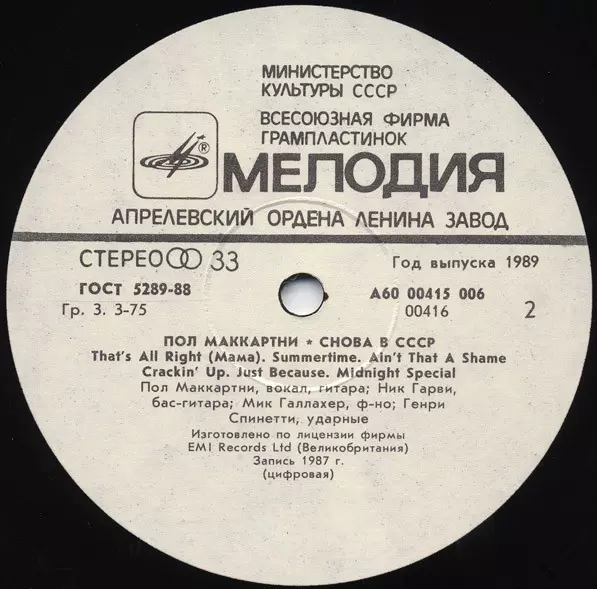 МИНИСТЕРСТВО
КУЛЬТУРЫ СССР
ВСЕСОЮЗНАЯ ФИРМА
ГРАМПЛАСТИНОК
®
МЕЛОДИЯ
АПРЕЛЕВСКИЙ ОРДЕНА ЛЕНИНА ЗАВОД
СТЕРЕО 33
Год выпуска 1989
ГОСТ 5289-88
А60 00415 006
Гр. 3. 3-75
00416
2
ПОЛ МАККАРТНИ ★ СНОВА В СССР
That's All Right (Мама). Summertime. Ain't That A Shame
Crackin' Up. Just Because. Midnight Special
Пол Маккартни, вокал, гитара; Ник Гарви,
бас-гитара; Мик Галлахер, ф-но; Генри
Спинетти, ударные
Изготовлено по лицензии фирмы
EMI Records Ltd (Великобритания)
Запись 1987 г.
(цифровая)